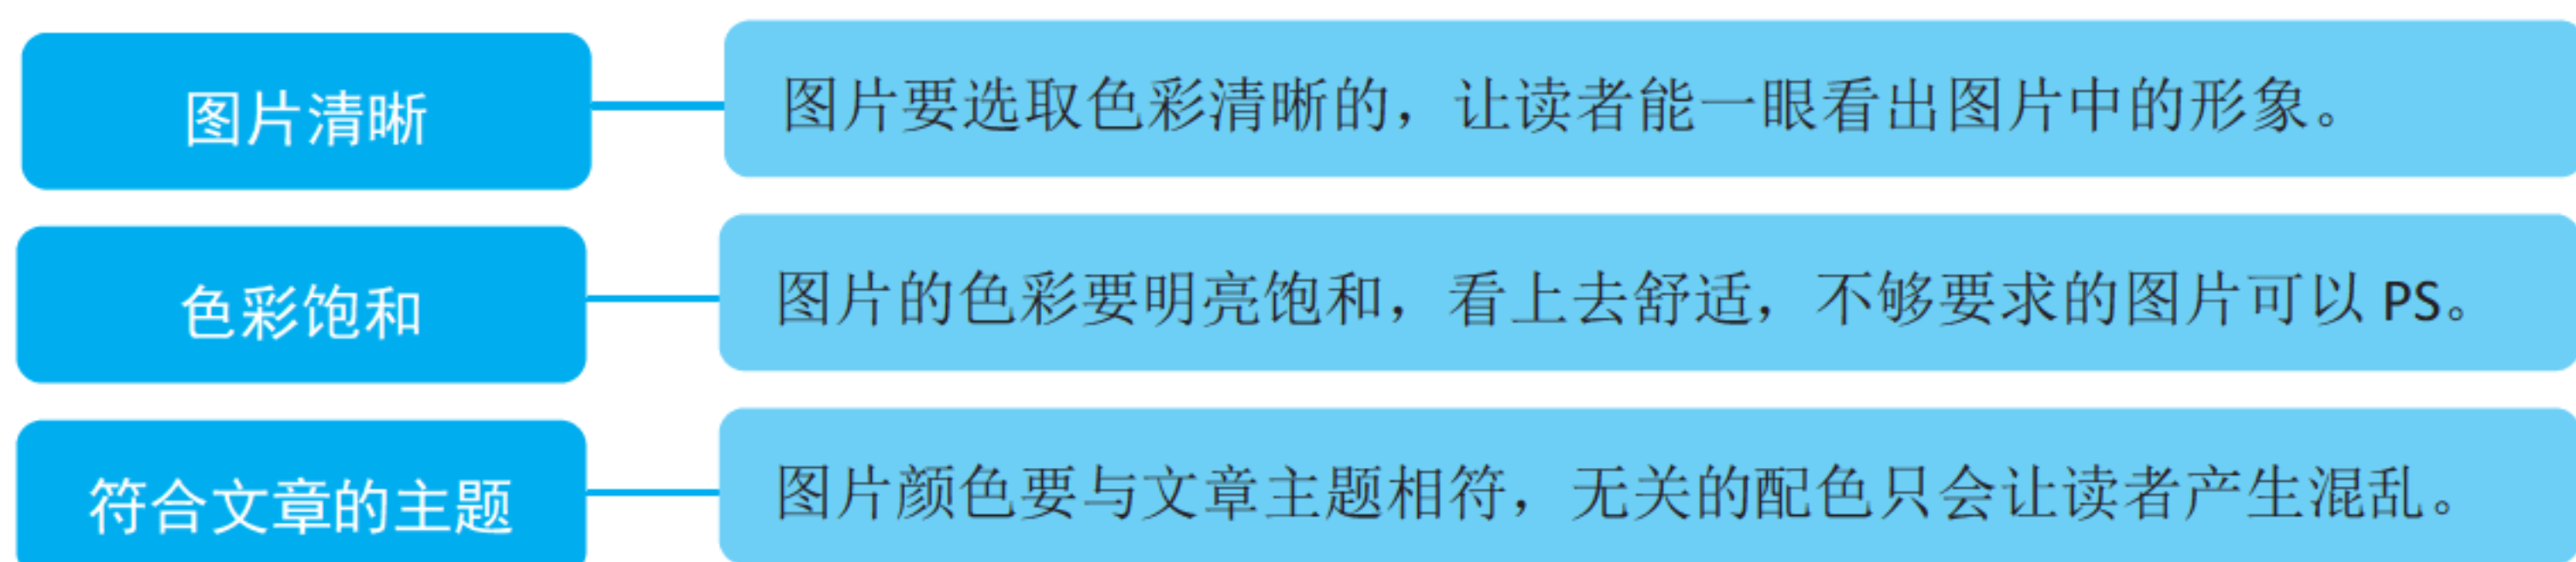 图片清晰
图片要选取色彩清晰的，让读者能一眼看出图片中的形象。
色彩饱和
图片的色彩要明亮饱和，看上去舒适，不够要求的图片可以 PS。
符合文章的主题
图片颜色要与文章主题相符，无关的配色只会让读者产生混乱。